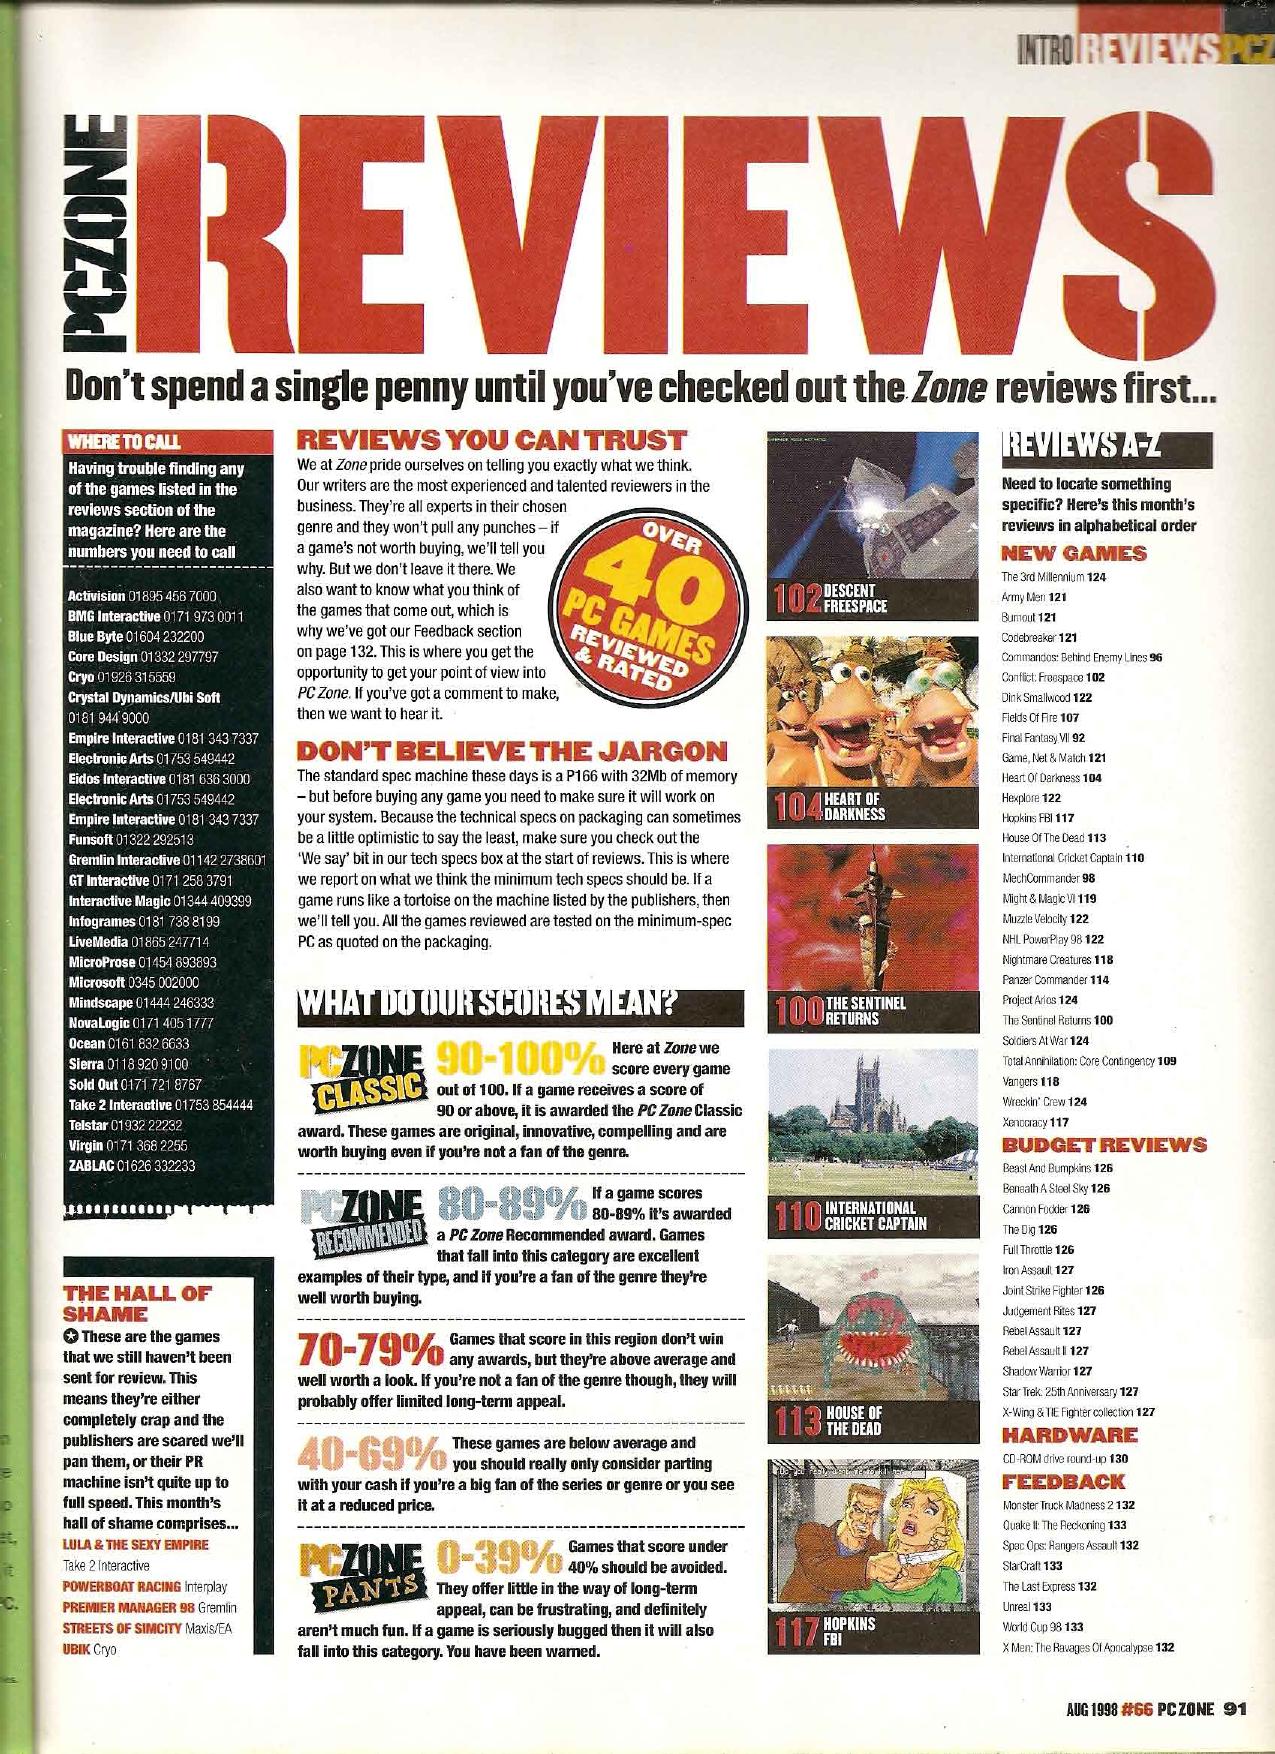 INTRO REVIEWS PCZ
PCZONE
REVIEWS
Don't spend a single penny until you've checked out the Zone reviews first...
WHERE TO CALL
Having trouble finding any
of the games listed in the
reviews section of the
magazine? Here are the
numbers you need to call
Activision 01895 456 7000
BMG Interactive 0171 973 0011
Blue Byte 01604 232200
Core Design 01332 297797
Cryo 01926 315559
Crystal Dynamics/Ubi Soft
0181 944 9000
Empire Interactive 0181 343 7337
Electronic Arts 01753 549442
Eidos Interactive 0181 636 3000
Electronic Arts 01753 549442
Empire Interactive 0181 343 7337
Funsoft 01322 292513
Gremlin Interactive 01142 2738601
GT Interactive 0171 258 3791
Interactive Magic 01344 409399
Infogrames 0181 738 8199
LiveMedia 01865 247714
MicroProse 01454 893893
Microsoft 0345 002000
Mindscape 01444 246333
NovaLogic 0171 405 1777
Ocean 0161 832 6633
Sierra 0118 920 9100
Sold Out 0171 721 8767
Take 2 Interactive 01753 854444
Telstar 01932 22232
Virgin 0171 368 2255
ZABLAC 01626 332233
THE HALL OF
SHAME
These are the games
that we still haven't been
sent for review. This
means they're either
completely crap and the
publishers are scared we'll
pan them, or their PR
machine isn't quite up to
full speed. This month's
hall of shame comprises...
LULA & THE SEXY EMPIRE
Take 2 Interactive
POWERBOAT RACING Interplay
PREMIER MANAGER 98 Gremlin
STREETS OF SIMCITY Maxis/EA
UBIK Cryo
REVIEWS YOU CAN TRUST
We at Zone pride ourselves on telling you exactly what we think.
Our writers are the most experienced and talented reviewers in the
business. They're all experts in their chosen
genre and they won't pull any punches – if
a game's not worth buying, we'll tell you
why. But we don't leave it there. We
also want to know what you think of
the games that come out, which is
why we've got our Feedback section
on page 132. This is where you get the
opportunity to get your point of view into
PC Zone. If you've got a comment to make,
then we want to hear it.
OVER
40
PC GAMES
REVIEWED
& RATED
DON'T BELIEVE THE JARGON
The standard spec machine these days is a P166 with 32Mb of memory
– but before buying any game you need to make sure it will work on
your system. Because the technical specs on packaging can sometimes
be a little optimistic to say the least, make sure you check out the
'We say' bit in our tech specs box at the start of reviews. This is where
we report on what we think the minimum tech specs should be. If a
game runs like a tortoise on the machine listed by the publishers, then
we'll tell you. All the games reviewed are tested on the minimum-spec
PC as quoted on the packaging.
WHAT DO OUR SCORES MEAN?
PCZONE
CLASSIC
90-100% Here at Zone we
score every game
out of 100. If a game receives a score of
90 or above, it is awarded the PC Zone Classic
award. These games are original, innovative, compelling and are
worth buying even if you're not a fan of the genre.
PCZONE
RECOMMENDED
80-89% If a game scores
80-89% it's awarded
a PC Zone Recommended award. Games
that fall into this category are excellent
examples of their type, and if you're a fan of the genre they're
well worth buying.
70-79% Games that score in this region don't win
any awards, but they're above average and
well worth a look. If you're not a fan of the genre though, they will
probably offer limited long-term appeal.
40-69% These games are below average and
you should really only consider parting
with your cash if you're a big fan of the series or genre or you see
it at a reduced price.
PCZONE
PANTS
0-39% Games that score under
40% should be avoided.
They offer little in the way of long-term
appeal, can be frustrating, and definitely
aren't much fun. If a game is seriously bugged then it will also
fall into this category. You have been warned.
102 DESCENT
FREESPACE
104 HEART OF
DARKNESS
100 THE SENTINEL
RETURNS
110 INTERNATIONAL
CRICKET CAPTAIN
113 HOUSE OF
THE DEAD
117 HOPKINS
FBI
REVIEWS A-Z
Need to locate something
specific? Here's this month's
reviews in alphabetical order
NEW GAMES
The 3rd Millennium 124
Army Men 121
Burnout 121
Codebreaker 121
Commandos: Behind Enemy Lines 96
Conflict: Freespace 102
Dink Smallwood 122
Fields Of Fire 107
Final Fantasy VII 92
Game, Net & Match 121
Heart Of Darkness 104
Hexplore 122
Hopkins FBI 117
House Of The Dead 113
International Cricket Captain 110
MechCommander 98
Might & Magic VI 119
Muzzle Velocity 122
NHL PowerPlay 98 122
Nightmare Creatures 118
Panzer Commander 114
Project Arios 124
The Sentinel Returns 100
Soldiers At War 124
Total Annihilation: Core Contingency 109
Vangers 118
Wreckin' Crew 124
Xenocracy 117
BUDGET REVIEWS
Beast And Bumpkins 126
Beneath A Steel Sky 126
Cannon Fodder 126
The Dig 126
Full Throttle 126
Iron Assault 127
Joint Strike Fighter 126
Judgement Rites 127
Rebel Assault 127
Rebel Assault II 127
Shadow Warrior 127
Star Trek: 25th Anniversary 127
X-Wing & TIE Fighter collection 127
HARDWARE
CD-ROM drive round-up 130
FEEDBACK
Monster Truck Madness 2 132
Quake II: The Reckoning 133
Spec Ops: Rangers Assault 132
StarCraft 133
The Last Express 132
Unreal 133
World Cup 98 133
X Men: The Ravages Of Apocalypse 132
AUG 1998 #66 PC ZONE 91